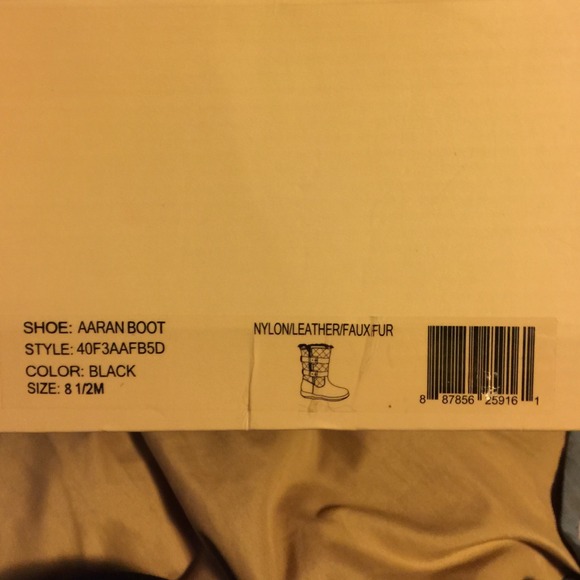 SHOE: AARAN BOOT
STYLE: 40F3AAFB5D
COLOR: BLACK
SIZE: 8 1/2M
NYLON/LEATHER/FAUX FUR
8 87856 25916 1